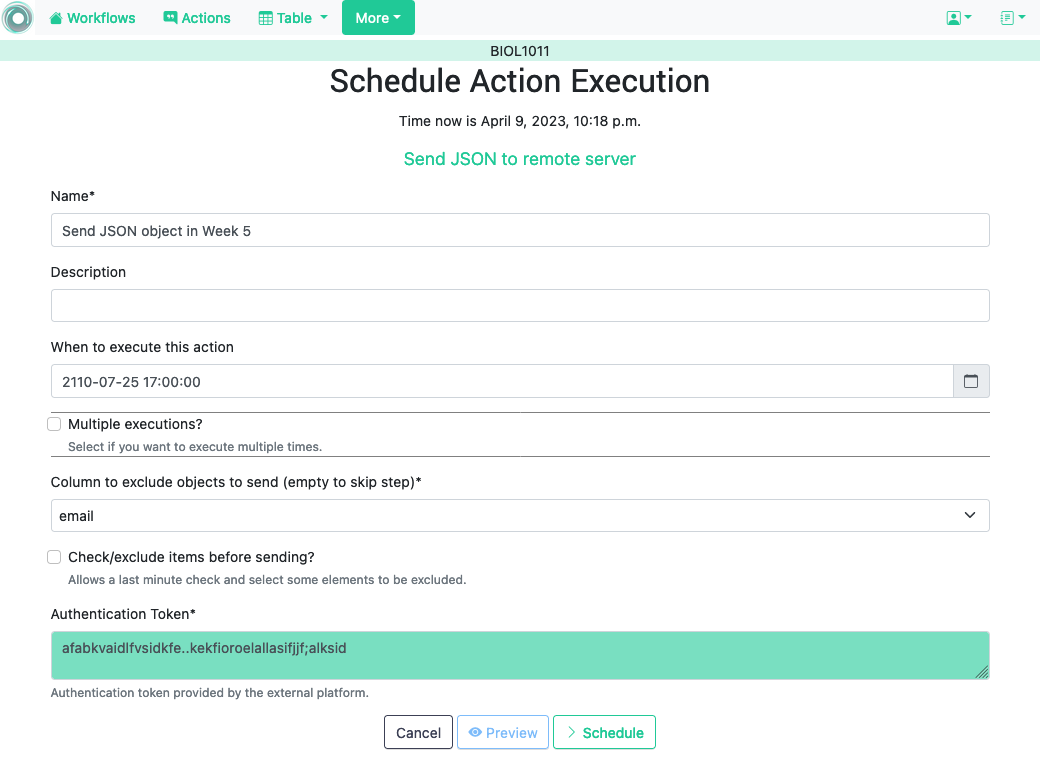 Workflows Actions Table More
BIOL1011
Schedule Action Execution
Time now is April 9, 2023, 10:18 p.m.
Send JSON to remote server
Name*
Send JSON object in Week 5
Description
When to execute this action
2110-07-25 17:00:00
Multiple executions?
Select if you want to execute multiple times.
Column to exclude objects to send (empty to skip step)*
email
Check/exclude items before sending?
Allows a last minute check and select some elements to be excluded.
Authentication Token*
afabkvaidlfvsidkfe..kekfioroelallasifjjf;alksid
Authentication token provided by the external platform.
Cancel Preview Schedule